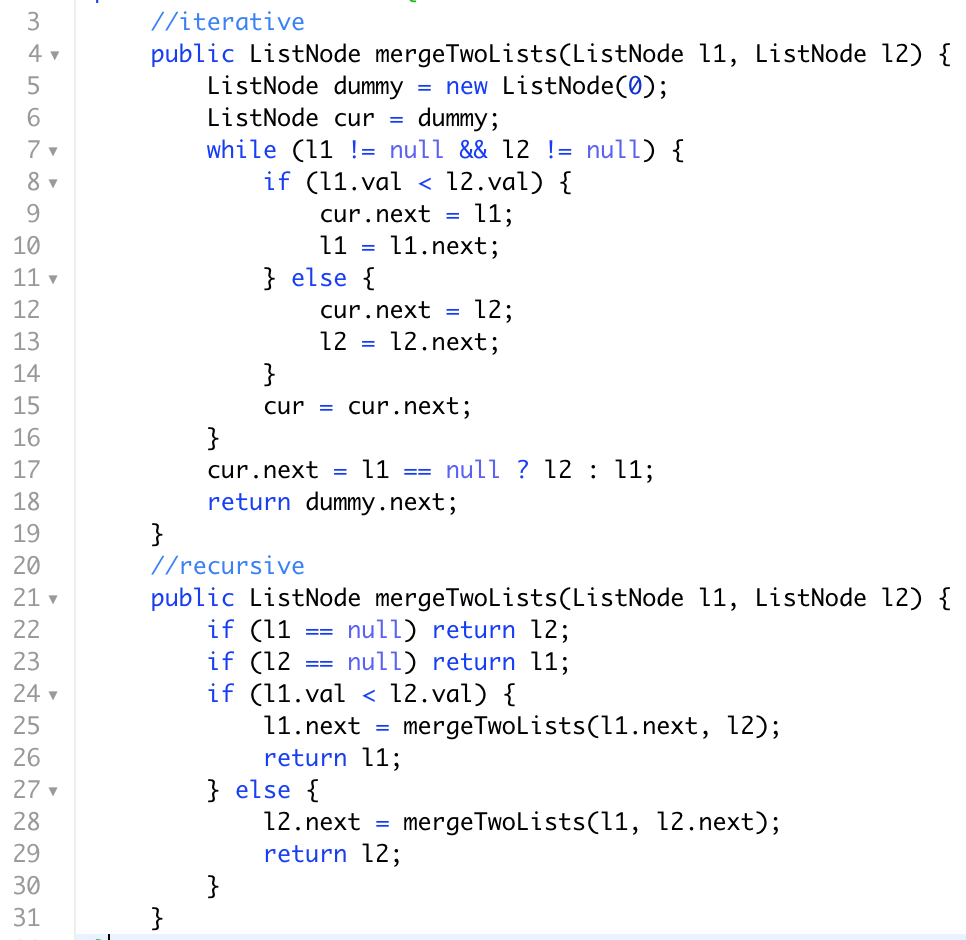 3 //iterative
4 public ListNode mergeTwoLists(ListNode l1, ListNode l2) {
5 ListNode dummy = new ListNode(0);
6 ListNode cur = dummy;
7 while (l1 != null && l2 != null) {
8 if (l1.val < l2.val) {
9 cur.next = l1;
10 l1 = l1.next;
11 } else {
12 cur.next = l2;
13 l2 = l2.next;
14 }
15 cur = cur.next;
16 }
17 cur.next = l1 == null ? l2 : l1;
18 return dummy.next;
19 }
20 //recursive
21 public ListNode mergeTwoLists(ListNode l1, ListNode l2) {
22 if (l1 == null) return l2;
23 if (l2 == null) return l1;
24 if (l1.val < l2.val) {
25 l1.next = mergeTwoLists(l1.next, l2);
26 return l1;
27 } else {
28 l2.next = mergeTwoLists(l1, l2.next);
29 return l2;
30 }
31 }